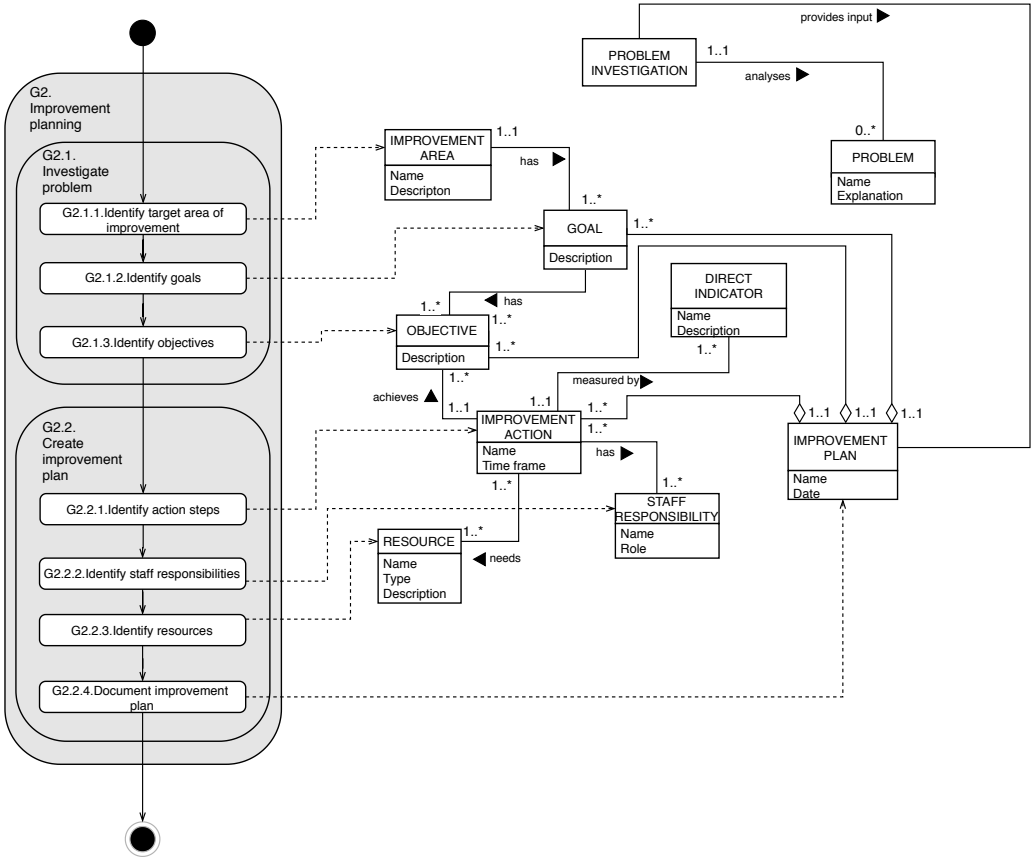 provides input
PROBLEM
INVESTIGATION
1..1
analyses
0..*
PROBLEM
Name
Explanation
G2.
Improvement
planning
G2.1.
Investigate
problem
G2.1.1.Identify target area of
improvement
G2.1.2.Identify goals
G2.1.3.Identify objectives
G2.2.
Create
improvement
plan
G2.2.1.Identify action steps
G2.2.2.Identify staff responsibilities
G2.2.3.Identify resources
G2.2.4.Document improvement
plan
IMPROVEMENT
AREA
Name
Descripton
1..1
has
1..*
GOAL
Description
1..*
has
1..*
OBJECTIVE
Description
1..*
1..*
1..*
achieves
1..1
DIRECT
INDICATOR
Name
Description
1..*
measured by
1..1
IMPROVEMENT
ACTION
Name
Time frame
1..*
1..*
has
1..*
STAFF
RESPONSIBILITY
Name
Role
1..*
1..*
needs
RESOURCE
Name
Type
Description
1..1
1..1
1..1
IMPROVEMENT
PLAN
Name
Date